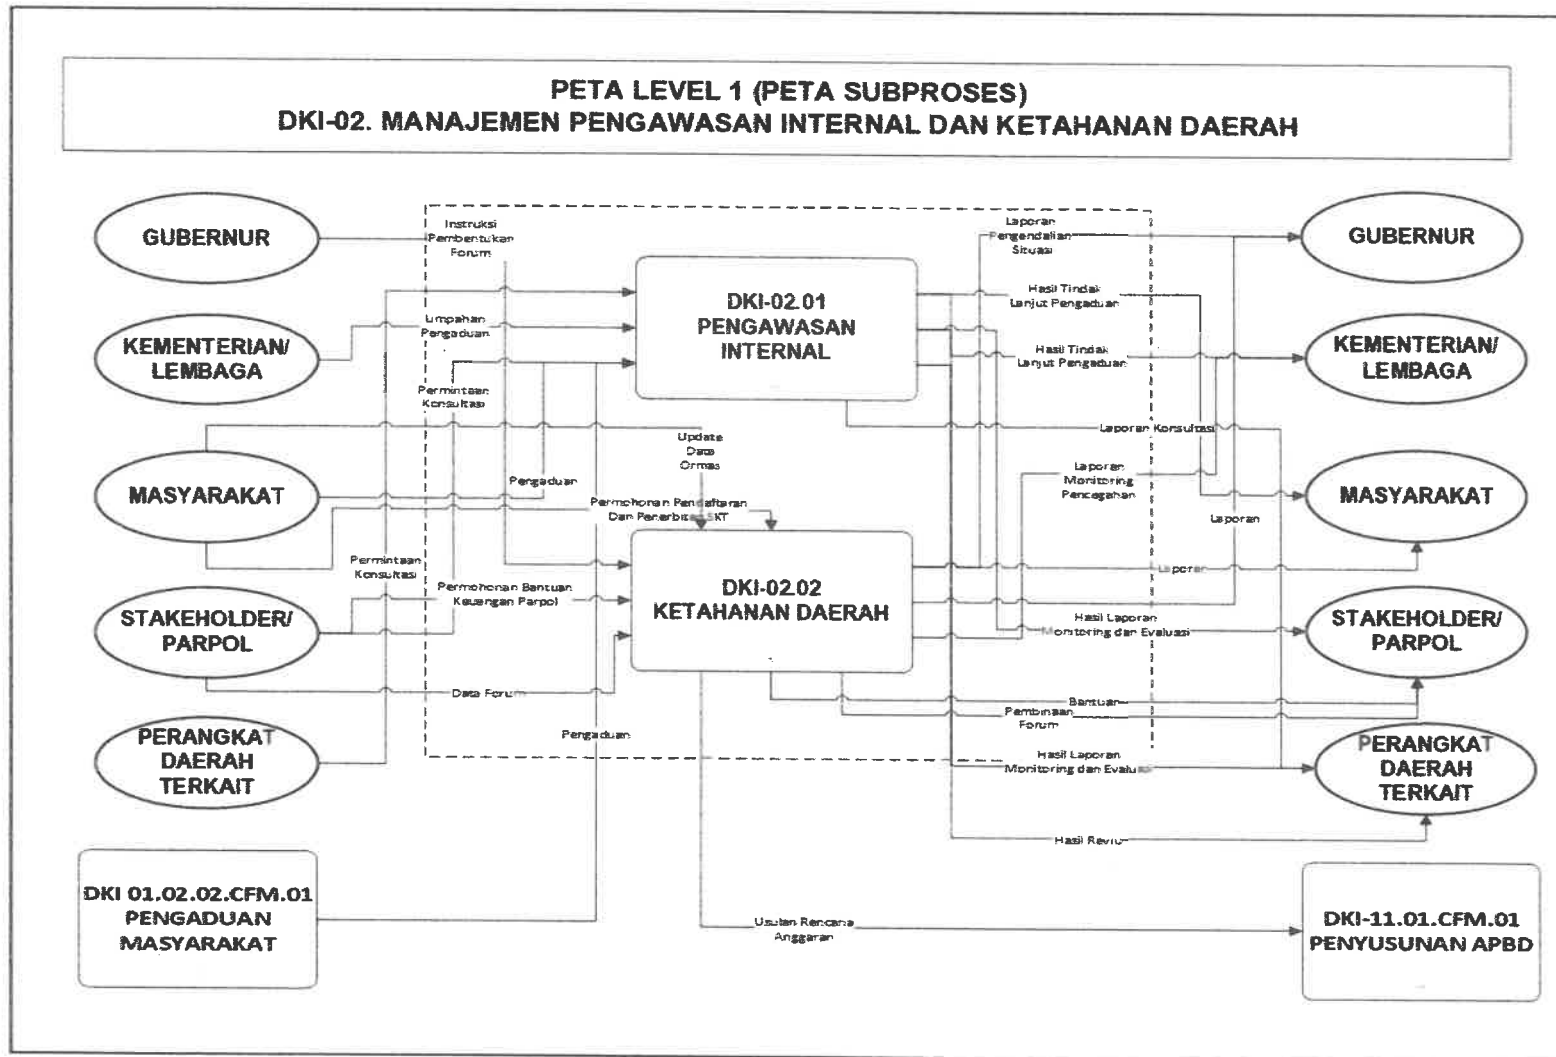 PETA LEVEL 1 (PETA SUBPROSES)
DKI-02. MANAJEMEN PENGAWASAN INTERNAL DAN KETAHANAN DAERAH
GUBERNUR
KEMENTERIAN/
LEMBAGA
MASYARAKAT
STAKEHOLDER/
PARPOL
PERANGKAT
DAERAH
TERKAIT
DKI 01.02.02.CFM.01
PENGADUAN
MASYARAKAT
Instruksi
Pembentukan
Forum
Limpahan
Pengaduan
Permintaan
Konsultasi
Update
Data
Ormas
Pengaduan
Permohonan Pendaftaran
Dan Penerbitan SKT
Permintaan
Konsultasi
Permohonan Bantuan
Keuangan Parpol
Data Forum
Pengaduan
DKI-02.01
PENGAWASAN
INTERNAL
DKI-02.02
KETAHANAN DAERAH
Laporan
Pengendalian
Situasi
Hasil Tindak
Lanjut Pengaduan
Hasil Tindak
Lanjut Pengaduan
Laporan Konsultasi
Laporan
Monitoring
Pencegahan
Laporan
Laporan
Hasil Laporan
Monitoring dan Evaluasi
Bantuan
Pembinaan
Forum
Hasil Laporan
Monitoring dan Evaluasi
Hasil Reviu
Usulan Rencana
Anggaran
GUBERNUR
KEMENTERIAN/
LEMBAGA
MASYARAKAT
STAKEHOLDER/
PARPOL
PERANGKAT
DAERAH
TERKAIT
DKI-11.01.CFM.01
PENYUSUNAN APBD